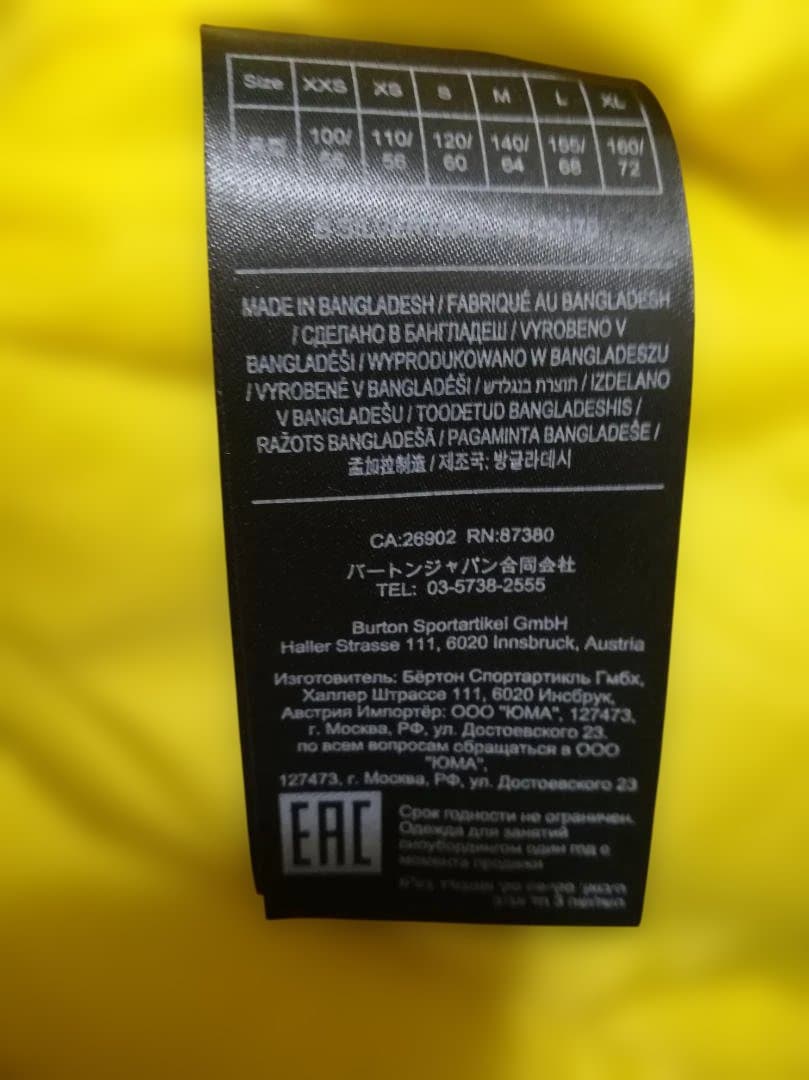 Size XXS XS S M L XL
100/ 110/ 120/ 140/ 155/ 160/
56 60 64 68 72
MADE IN BANGLADESH / FABRIQUÉ AU BANGLADESH
/ СДЕЛАНО В БАНГЛАДЕШ / VYROBENO V
BANGLADÉŠI / WYPRODUKOWANO W BANGLADESZU
/ VYROBENÉ V BANGLADÉŠI / תוצרת בנגלדש / IZDELANO
V BANGLADEŠU / TOODETUD BANGLADESHIS /
RAŽOTS BANGLADEŠĀ / PAGAMINTA BANGLADEŠE /
孟加拉制造 / 제조국: 방글라데시
CA:26902 RN:87380
バートンジャパン合同会社
TEL: 03-5738-2555
Burton Sportartikel GmbH
Haller Strasse 111, 6020 Innsbruck, Austria
Изготовитель: Бёртон Спортартикль Гмбх,
Халлер Штрассе 111, 6020 Инсбрук,
Австрия Импортёр: ООО "ЮМА", 127473,
г. Москва, РФ, ул. Достоевского 23.
по всем вопросам обращаться в ООО
"ЮМА",
127473, г. Москва, РФ, ул. Достоевского 23
EAC
Срок годности не ограничен.
Одежда для занятий
сноубордингом один год с
момента продажи